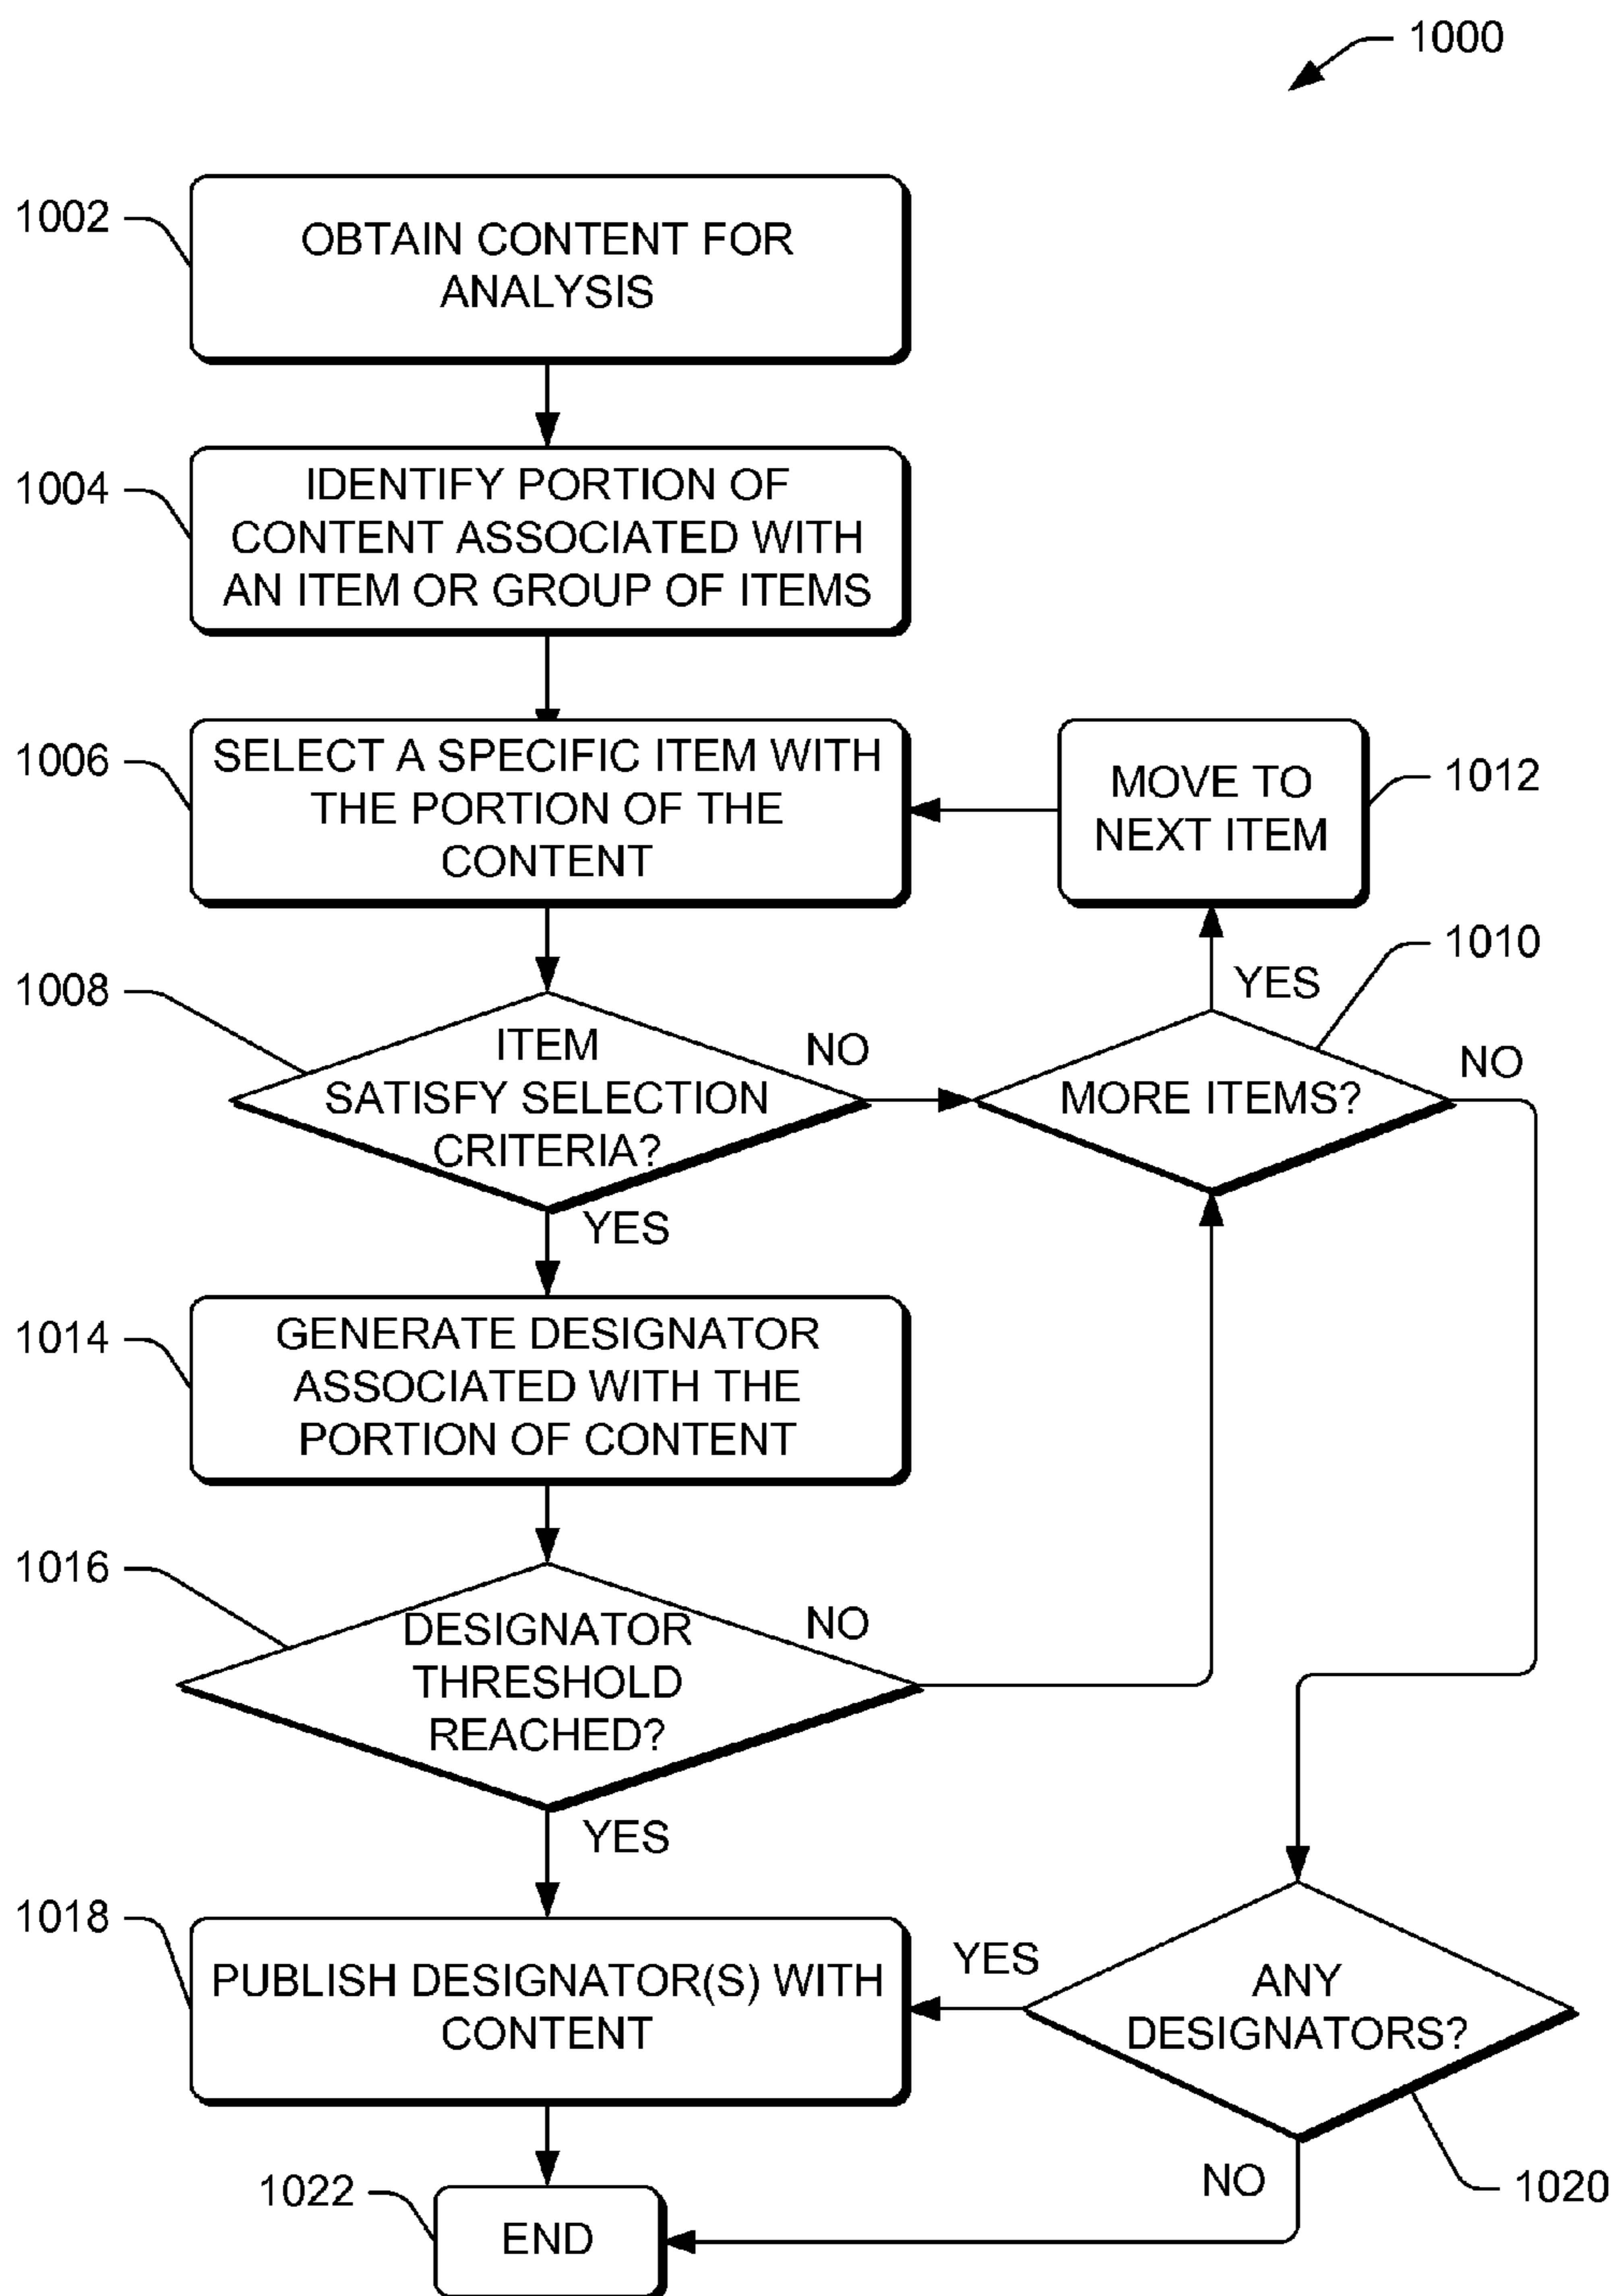 1000
1002
OBTAIN CONTENT FOR
ANALYSIS
1004
IDENTIFY PORTION OF
CONTENT ASSOCIATED WITH
AN ITEM OR GROUP OF ITEMS
1006
SELECT A SPECIFIC ITEM WITH
THE PORTION OF THE
CONTENT
MOVE TO
NEXT ITEM
1012
1008
ITEM
SATISFY SELECTION
CRITERIA?
NO
YES
1010
MORE ITEMS?
YES
NO
1014
GENERATE DESIGNATOR
ASSOCIATED WITH THE
PORTION OF CONTENT
1016
DESIGNATOR
THRESHOLD
REACHED?
NO
YES
1018
PUBLISH DESIGNATOR(S) WITH
CONTENT
YES
ANY
DESIGNATORS?
NO
1020
1022
END